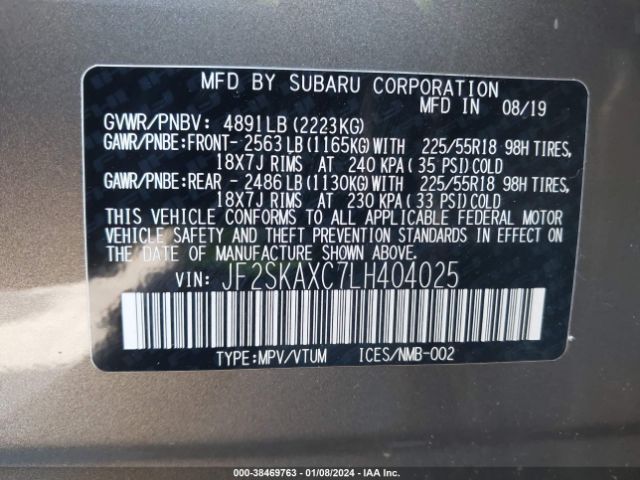 MFD BY SUBARU CORPORATION
MFD IN 08/19
GVWR/PNBV: 4891LB (2223KG)
GAWR/PNBE:FRONT- 2563LB(1165KG)WITH 225/55R18 98H TIRES,
18X7J RIMS AT 240 KPA( 35 PSI)COLD
GAWR/PNBE:REAR - 2486LB(1130KG)WITH 225/55R18 98H TIRES,
18X7J RIMS AT 230 KPA( 33 PSI)COLD
THIS VEHICLE CONFORMS TO ALL APPLICABLE FEDERAL MOTOR
VEHICLE SAFETY AND THEFT PREVENTION STANDARDS IN EFFECT
ON THE DATE OF MANUFACTURE SHOWN ABOVE.
VIN: JF2SKAXC7LH404025
TYPE:MPV/VTUM ICES/NMB-002
000-38469763 - 01/08/2024 - IAA Inc.